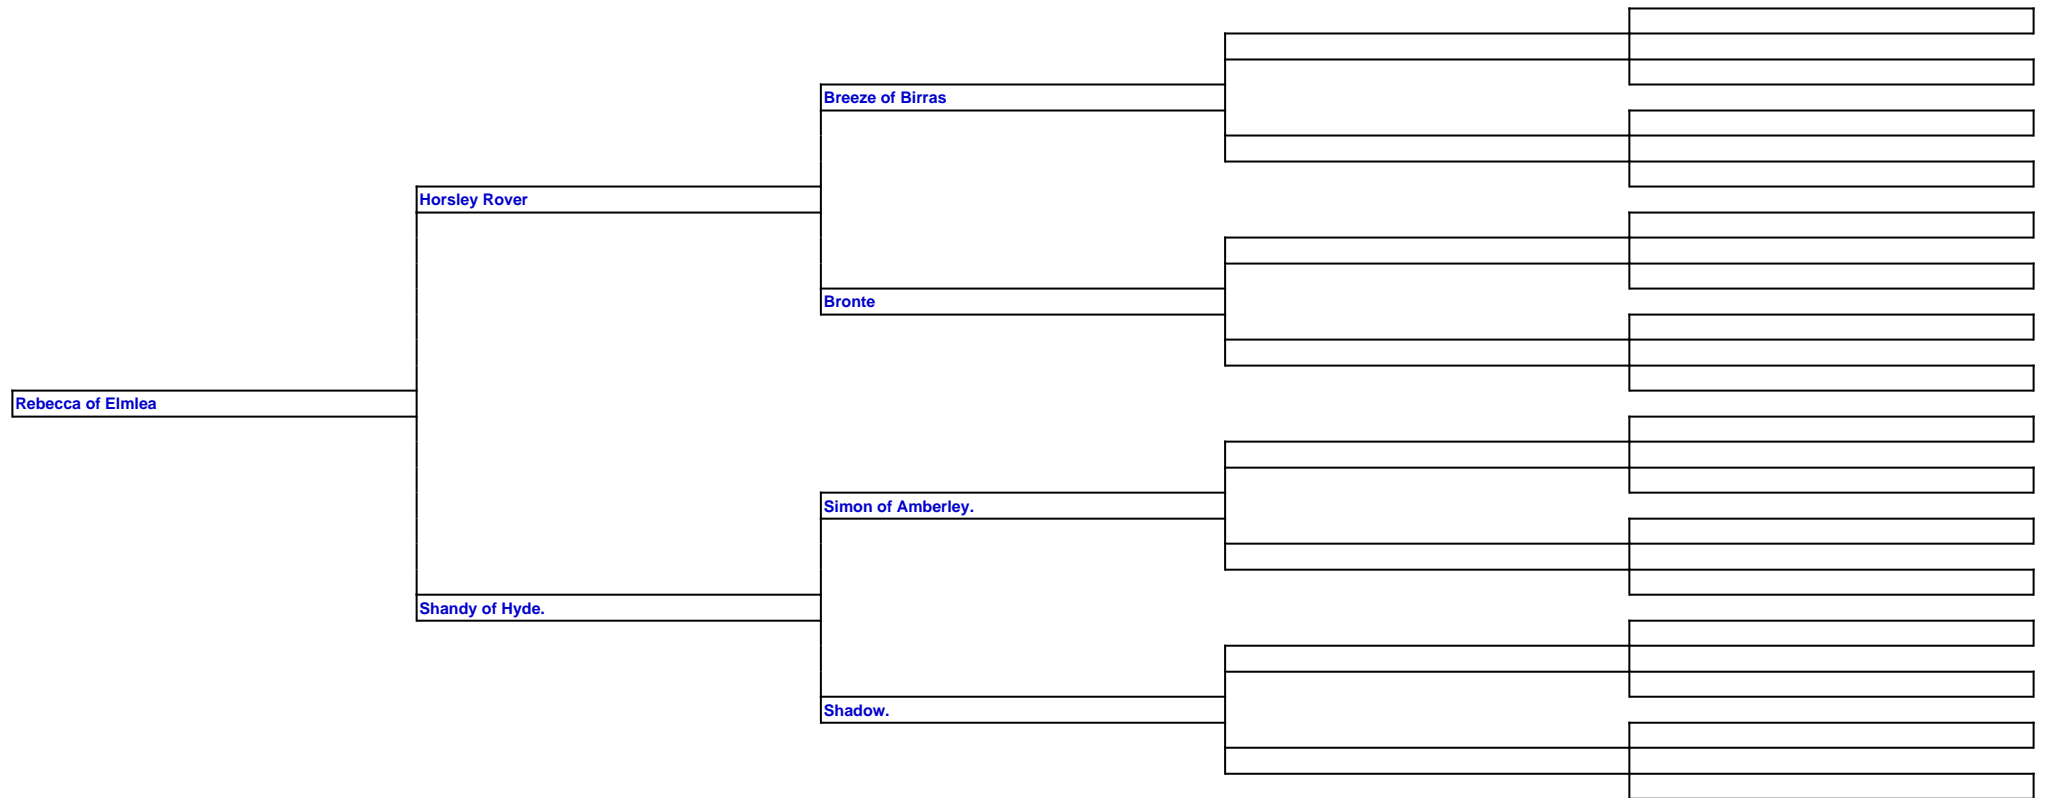 Breeze of Birras
Horsley Rover
Bronte
Rebecca of Elmlea
Simon of Amberley.
Shandy of Hyde.
Shadow.